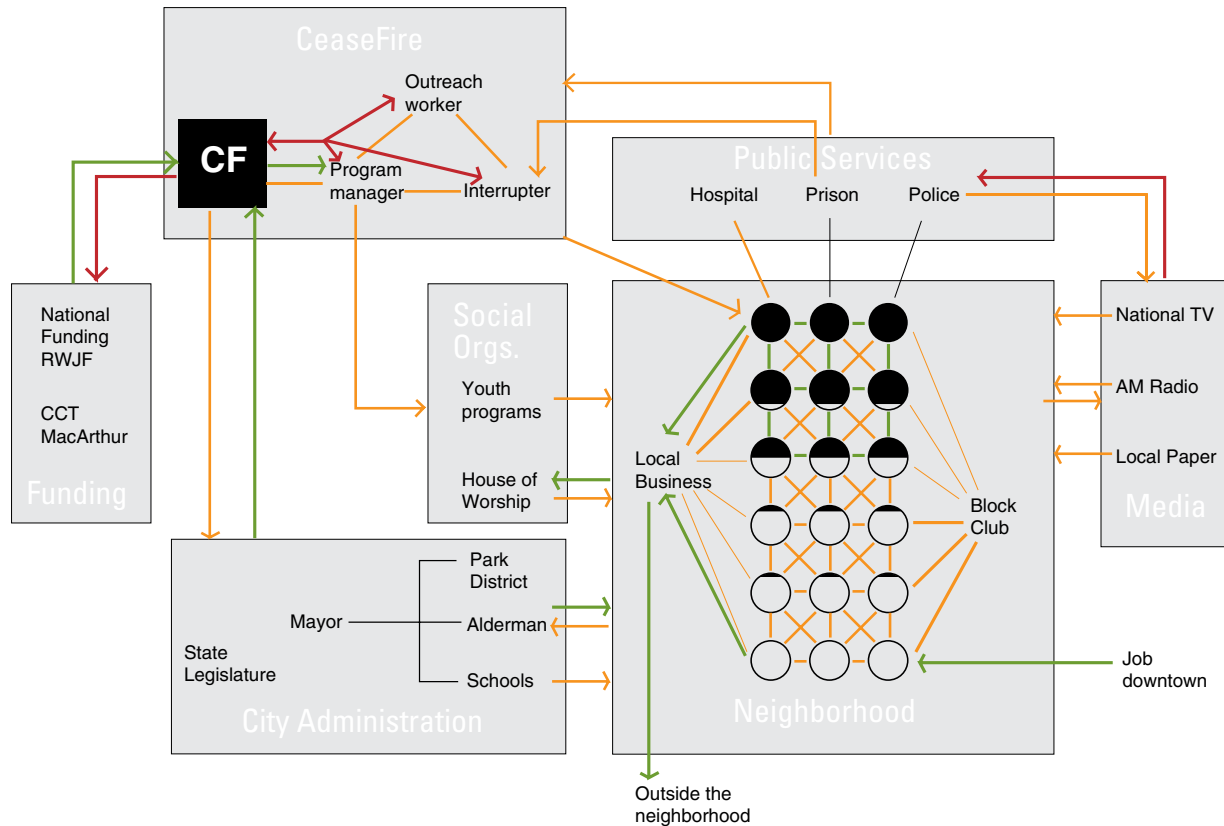 CeaseFire
Outreach
worker
CF
Program
manager
Interrupter
Public Services
Hospital
Prison
Police
National
Funding
RWJF
CCT
MacArthur
Funding
Social
Orgs.
Youth
programs
House of
Worship
Local
Business
Block
Club
Neighborhood
National TV
AM Radio
Local Paper
Media
Park
District
Mayor
Alderman
State
Legislature
Schools
City Administration
Job
downtown
Outside the
neighborhood